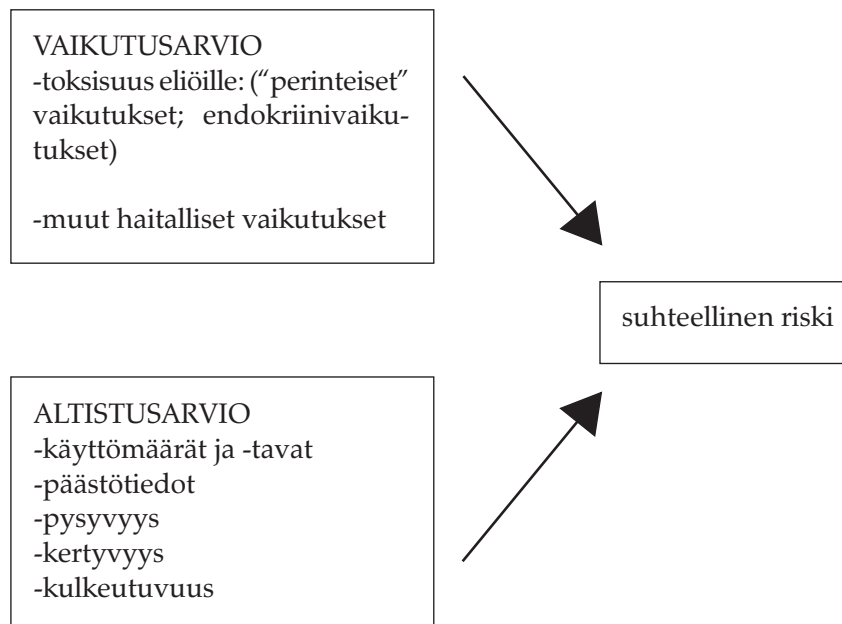 VAIKUTUSARVIO
-toksisuus eliöille: (“perinteiset”
vaikutukset; endokriinivaiku-
tukset)
-muut haitalliset vaikutukset
suhteellinen riski
ALTISTUSARVIO
-käyttömäärät ja -tavat
-päästötiedot
-pysyvyys
-kertyvyys
-kulkeutuvuus